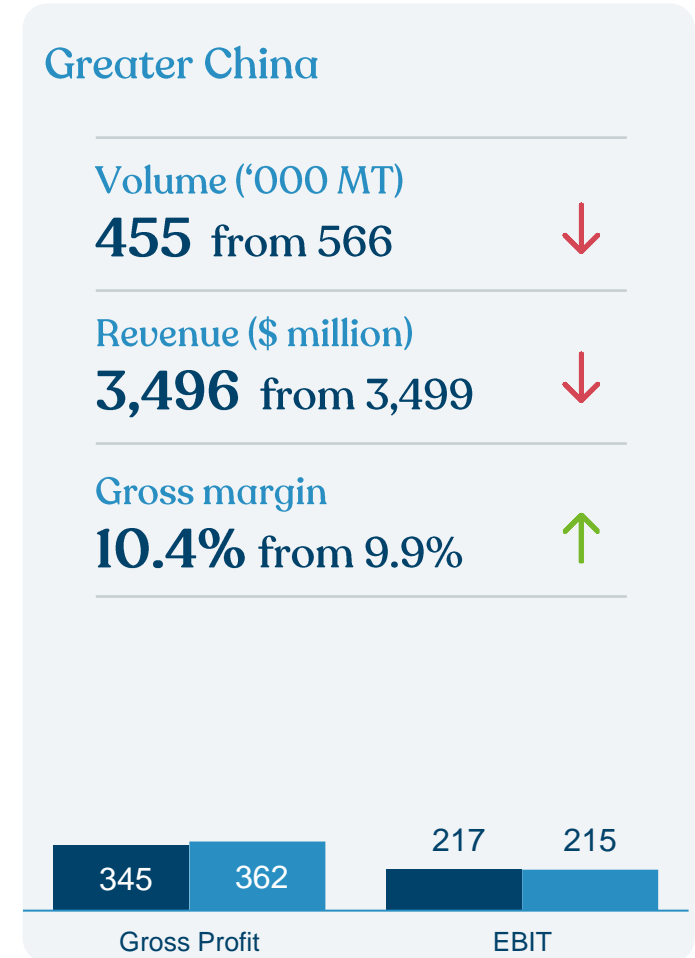 Greater China
Volume (‘000 MT)
455 from 566
Revenue ($ million)
3,496 from 3,499
Gross margin
10.4% from 9.9%
217 215
345 362
Gross Profit EBIT